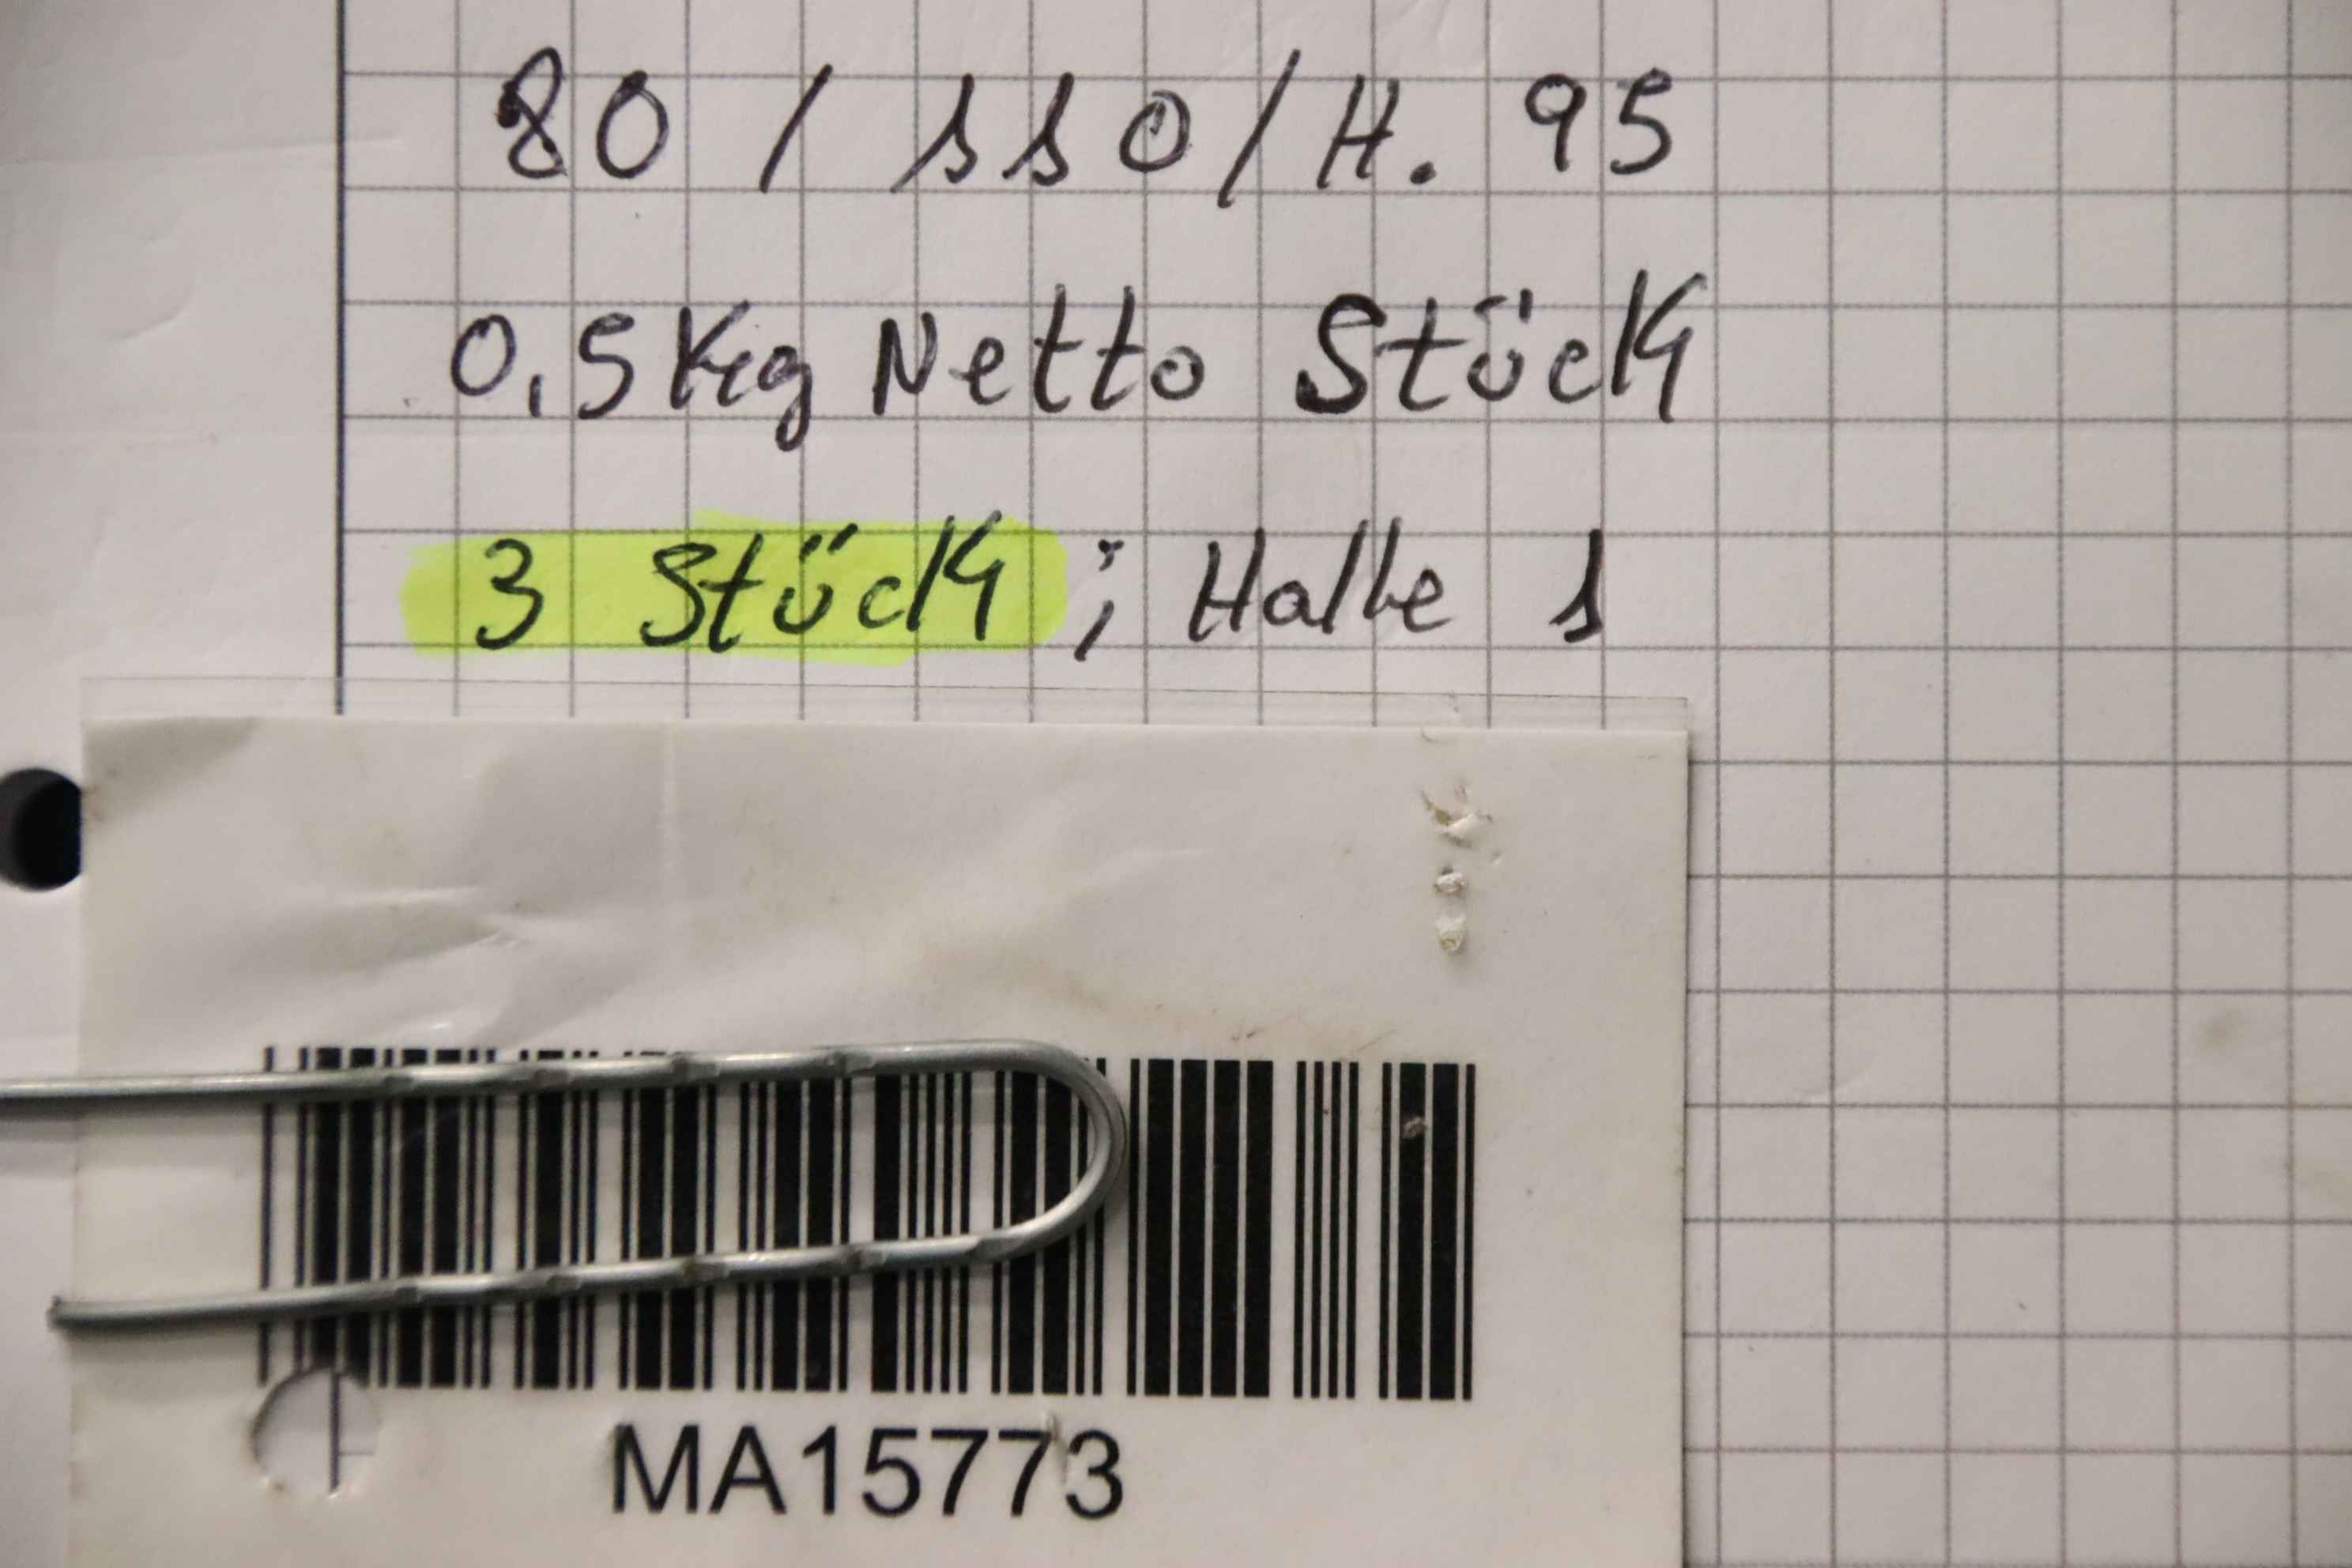 80 / 110 / H. 95
0,5 Kg Netto Stück
3 Stück ; Halle 1
MA15773